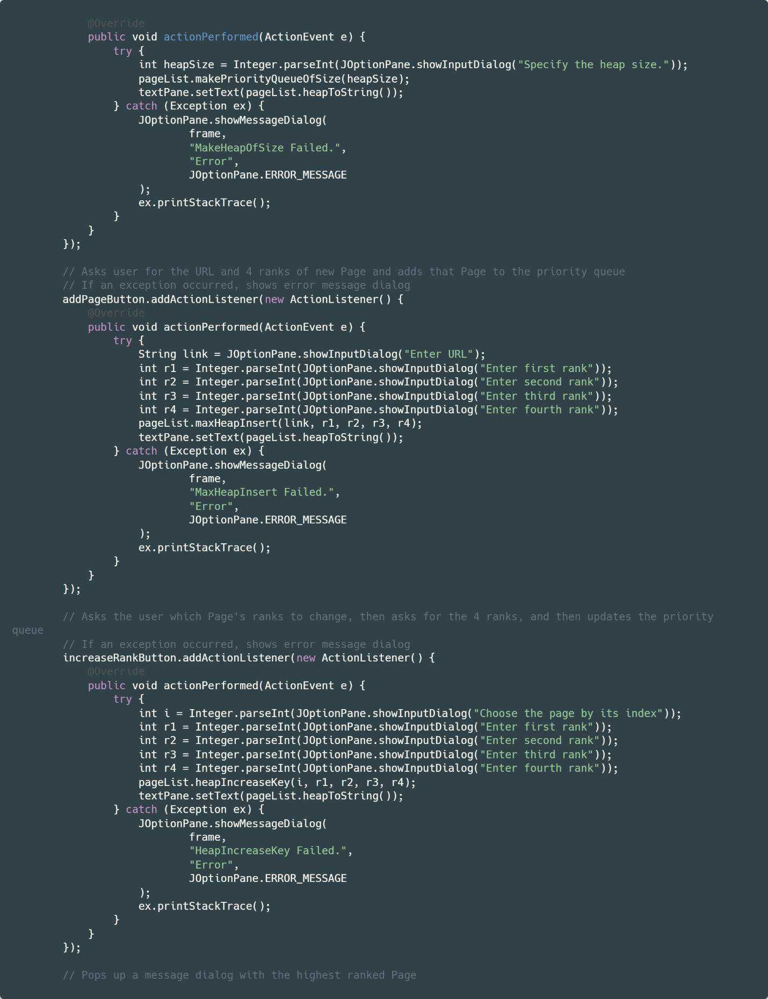 @Override
public void actionPerformed(ActionEvent e) {
try {
int heapSize = Integer.parseInt(JOptionPane.showInputDialog("Specify the heap size."));
pageList.makePriorityQueueOfSize(heapSize);
textPane.setText(pageList.heapToString());
} catch (Exception ex) {
JOptionPane.showMessageDialog(
frame,
"MakeHeapOfSize Failed.",
"Error",
JOptionPane.ERROR_MESSAGE
);
ex.printStackTrace();
}
}
});
// Asks user for the URL and 4 ranks of new Page and adds that Page to the priority queue
// If an exception occurred, shows error message dialog
addPageButton.addActionListener(new ActionListener() {
@Override
public void actionPerformed(ActionEvent e) {
try {
String link = JOptionPane.showInputDialog("Enter URL");
int r1 = Integer.parseInt(JOptionPane.showInputDialog("Enter first rank"));
int r2 = Integer.parseInt(JOptionPane.showInputDialog("Enter second rank"));
int r3 = Integer.parseInt(JOptionPane.showInputDialog("Enter third rank"));
int r4 = Integer.parseInt(JOptionPane.showInputDialog("Enter fourth rank"));
pageList.maxHeapInsert(link, r1, r2, r3, r4);
textPane.setText(pageList.heapToString());
} catch (Exception ex) {
JOptionPane.showMessageDialog(
frame,
"MaxHeapInsert Failed.",
"Error",
JOptionPane.ERROR_MESSAGE
);
ex.printStackTrace();
}
}
});
// Asks the user which Page's ranks to change, then asks for the 4 ranks, and then updates the priority
queue
// If an exception occurred, shows error message dialog
increaseRankButton.addActionListener(new ActionListener() {
@Override
public void actionPerformed(ActionEvent e) {
try {
int i = Integer.parseInt(JOptionPane.showInputDialog("Choose the page by its index"));
int r1 = Integer.parseInt(JOptionPane.showInputDialog("Enter first rank"));
int r2 = Integer.parseInt(JOptionPane.showInputDialog("Enter second rank"));
int r3 = Integer.parseInt(JOptionPane.showInputDialog("Enter third rank"));
int r4 = Integer.parseInt(JOptionPane.showInputDialog("Enter fourth rank"));
pageList.heapIncreaseKey(i, r1, r2, r3, r4);
textPane.setText(pageList.heapToString());
} catch (Exception ex) {
JOptionPane.showMessageDialog(
frame,
"HeapIncreaseKey Failed.",
"Error",
JOptionPane.ERROR_MESSAGE
);
ex.printStackTrace();
}
}
});
// Pops up a message dialog with the highest ranked Page